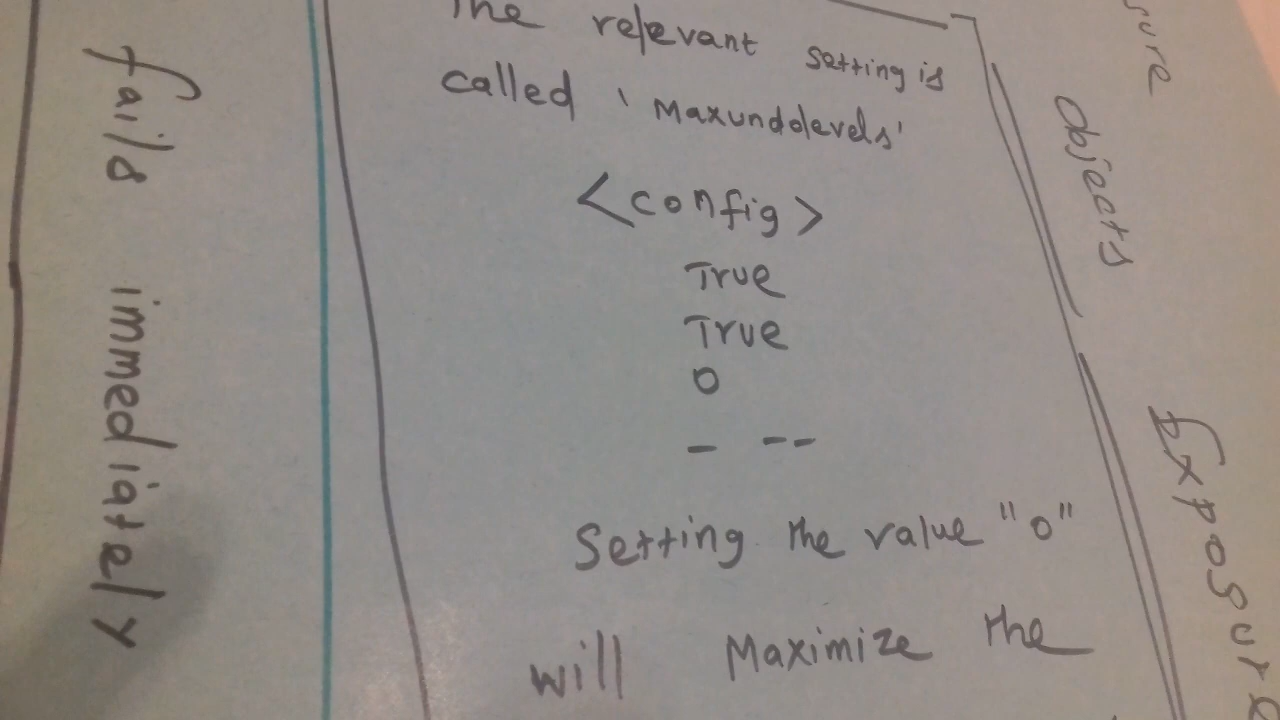 The relevant setting is
called 'Maxundolevels'
<config>
True
True
0
- --
Setting the value "0"
will Maximize the
fails immediately
Objects
Exposure